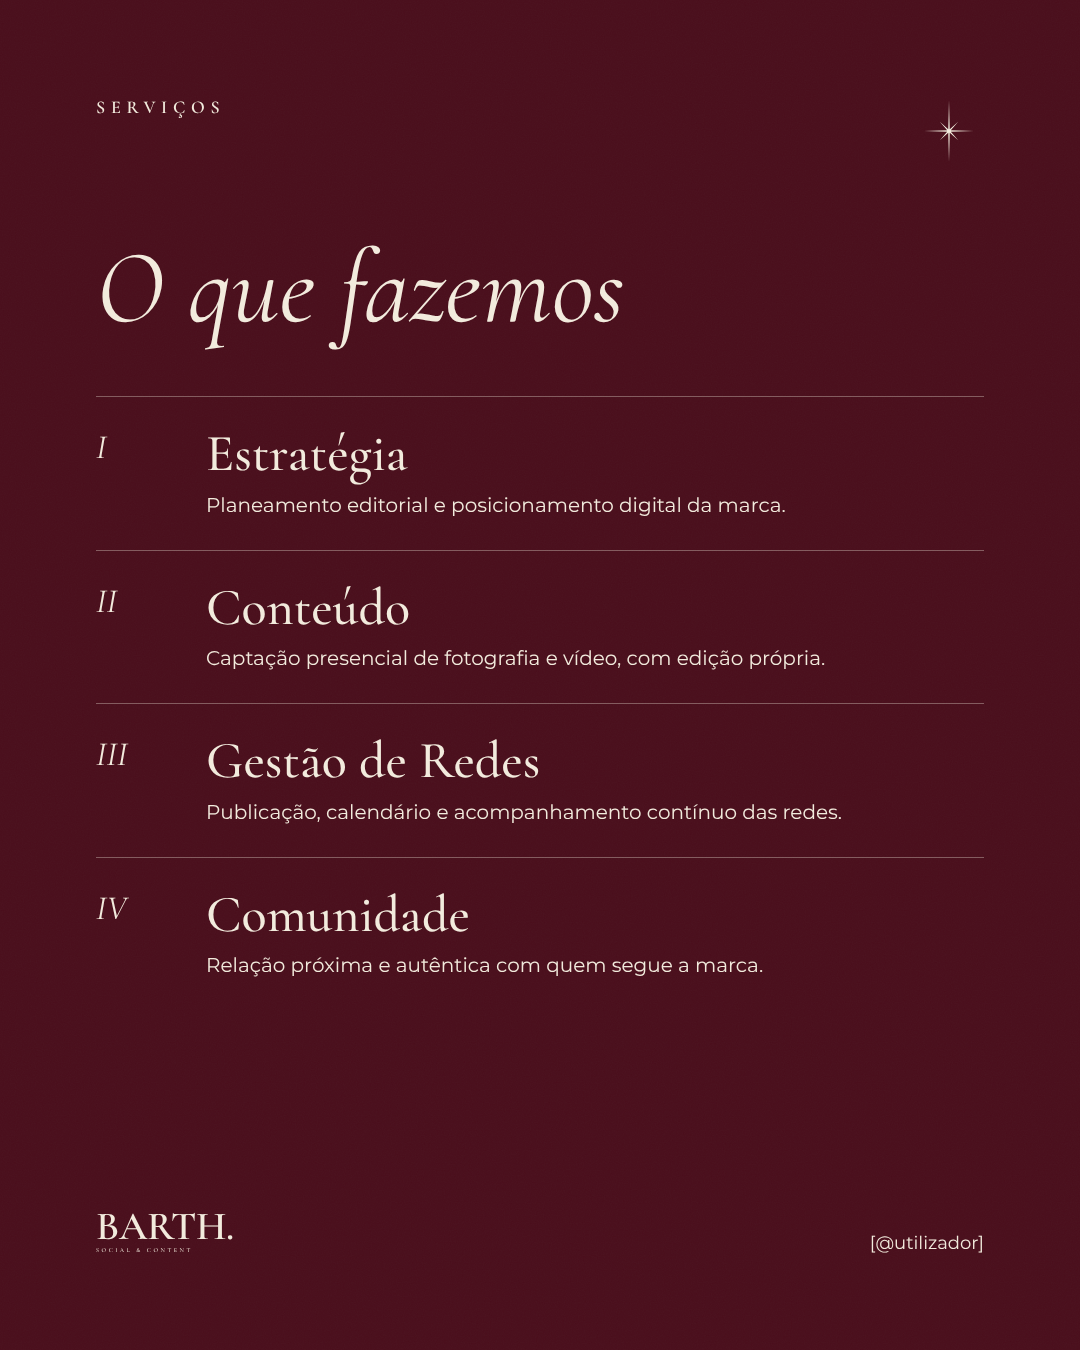 SERVIÇOS
O que fazemos
I
Estratégia
Planeamento editorial e posicionamento digital da marca.
II
Conteúdo
Captação presencial de fotografia e vídeo, com edição própria.
III
Gestão de Redes
Publicação, calendário e acompanhamento contínuo das redes.
IV
Comunidade
Relação próxima e autêntica com quem segue a marca.
BARTH.
SOCIAL & CONTENT
[@utilizador]